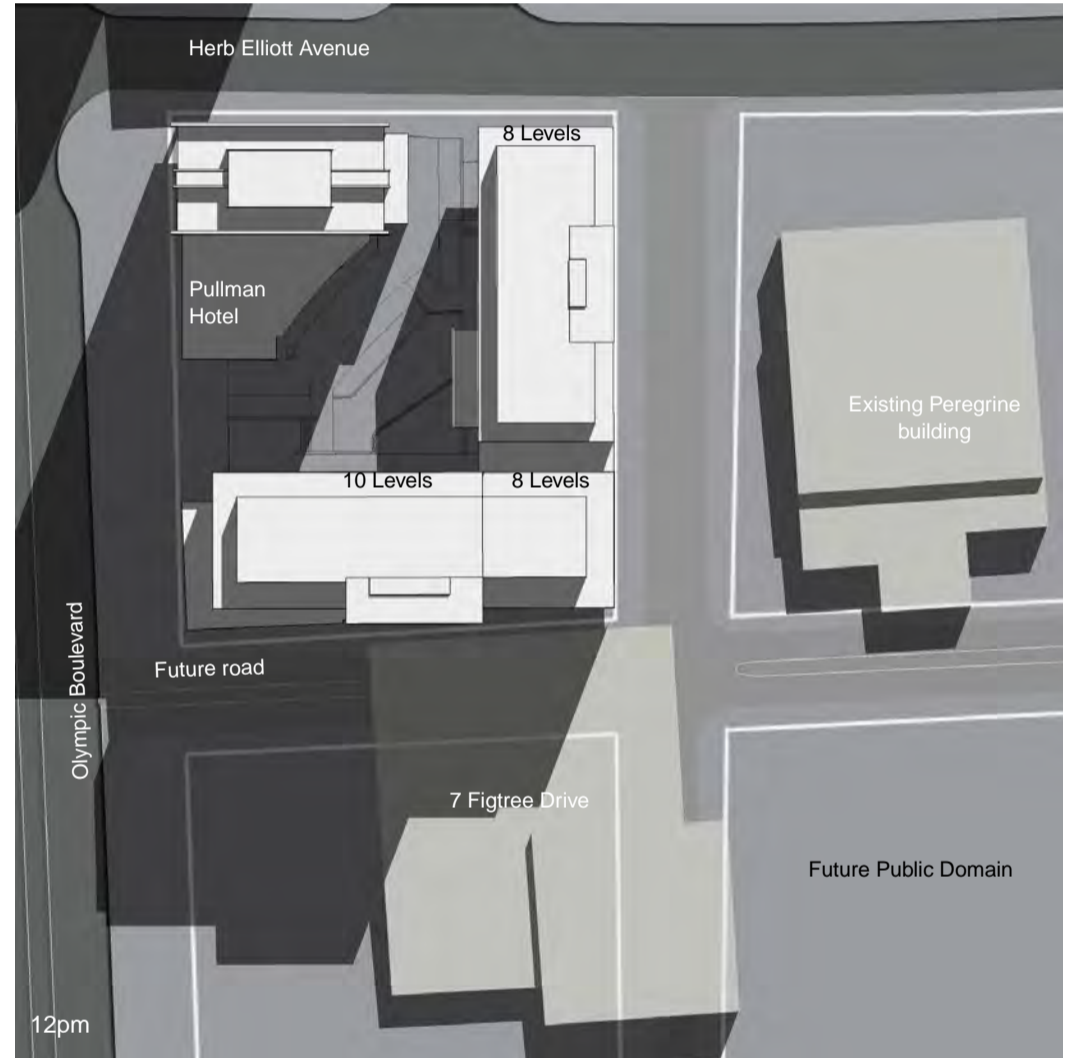 Herb Elliott Avenue
8 Levels
Pullman
Hotel
Existing Peregrine
building
10 Levels
8 Levels
Olympic Boulevard
Future road
7 Figtree Drive
Future Public Domain
12pm